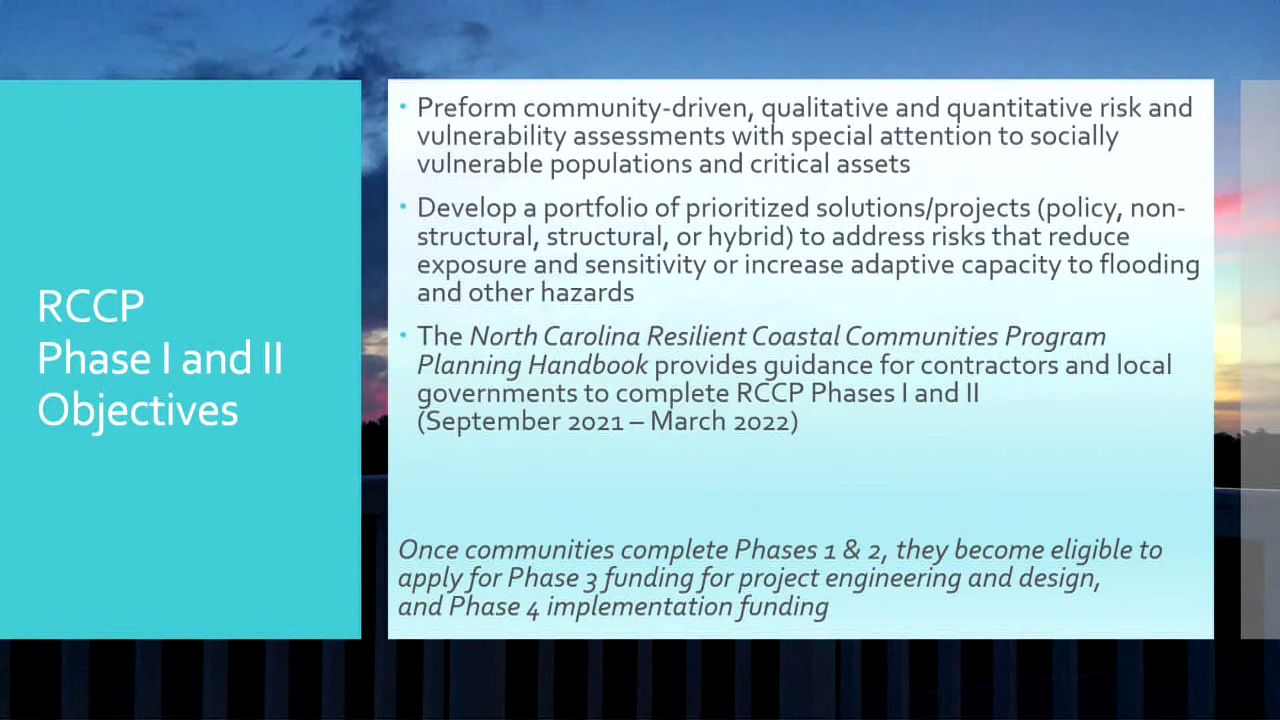 RCCP
Phase I and II
Objectives
• Preform community-driven, qualitative and quantitative risk and
vulnerability assessments with special attention to socially
vulnerable populations and critical assets
• Develop a portfolio of prioritized solutions/projects (policy, non-
structural, structural, or hybrid) to address risks that reduce
exposure and sensitivity or increase adaptive capacity to flooding
and other hazards
• The North Carolina Resilient Coastal Communities Program
Planning Handbook provides guidance for contractors and local
governments to complete RCCP Phases I and II
(September 2021 – March 2022)
Once communities complete Phases 1 & 2, they become eligible to
apply for Phase 3 funding for project engineering and design,
and Phase 4 implementation funding